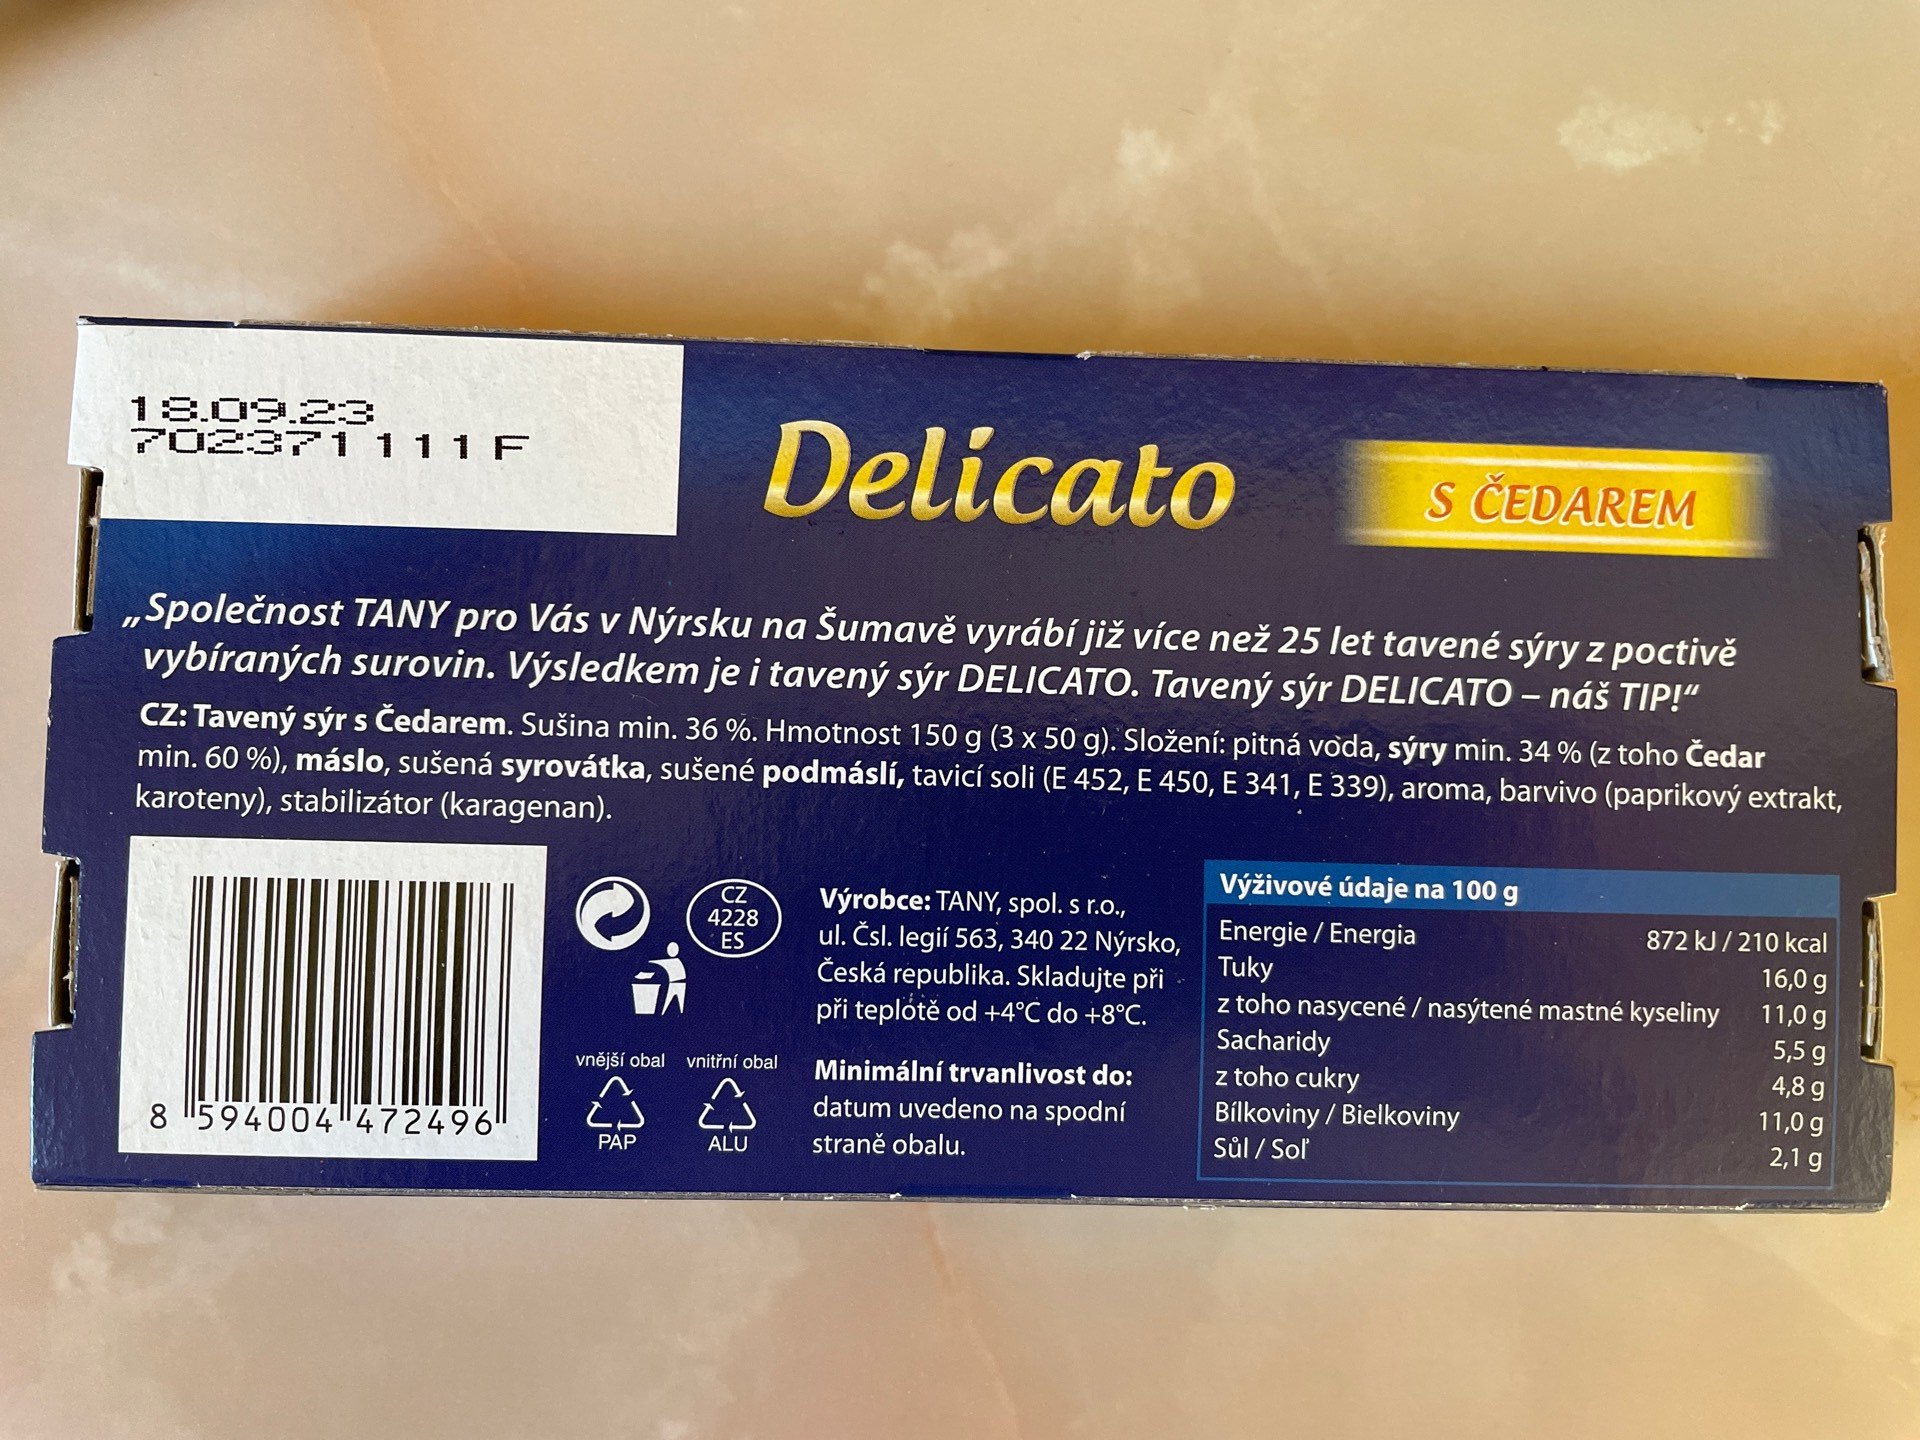 18.09.23
702371111F
Delicato
S ČEDAREM
„Společnost TANY pro Vás v Nýrsku na Šumavě vyrábí již více než 25 let tavené sýry z poctivě
vybíraných surovin. Výsledkem je i tavený sýr DELICATO. Tavený sýr DELICATO – náš TIP!“
CZ: Tavený sýr s Čedarem. Sušina min. 36 %. Hmotnost 150 g (3 x 50 g). Složení: pitná voda, sýry min. 34 % (z toho Čedar
min. 60 %), máslo, sušená syrovátka, sušené podmáslí, tavicí soli (E 452, E 450, E 341, E 339), aroma, barvivo (paprikový extrakt,
karoteny), stabilizátor (karagenan).
8 594004 472496
CZ
4228
ES
vnější obal vnitřní obal
PAP ALU
Výrobce: TANY, spol. s r.o.,
ul. Čsl. legií 563, 340 22 Nýrsko,
Česká republika. Skladujte při
při teplotě od +4°C do +8°C.
Minimální trvanlivost do:
datum uvedeno na spodní
straně obalu.
Výživové údaje na 100 g
Energie / Energia 872 kJ / 210 kcal
Tuky 16,0 g
z toho nasycené / nasýtené mastné kyseliny 11,0 g
Sacharidy 5,5 g
z toho cukry 4,8 g
Bílkoviny / Bielkoviny 11,0 g
Sůl / Soľ 2,1 g